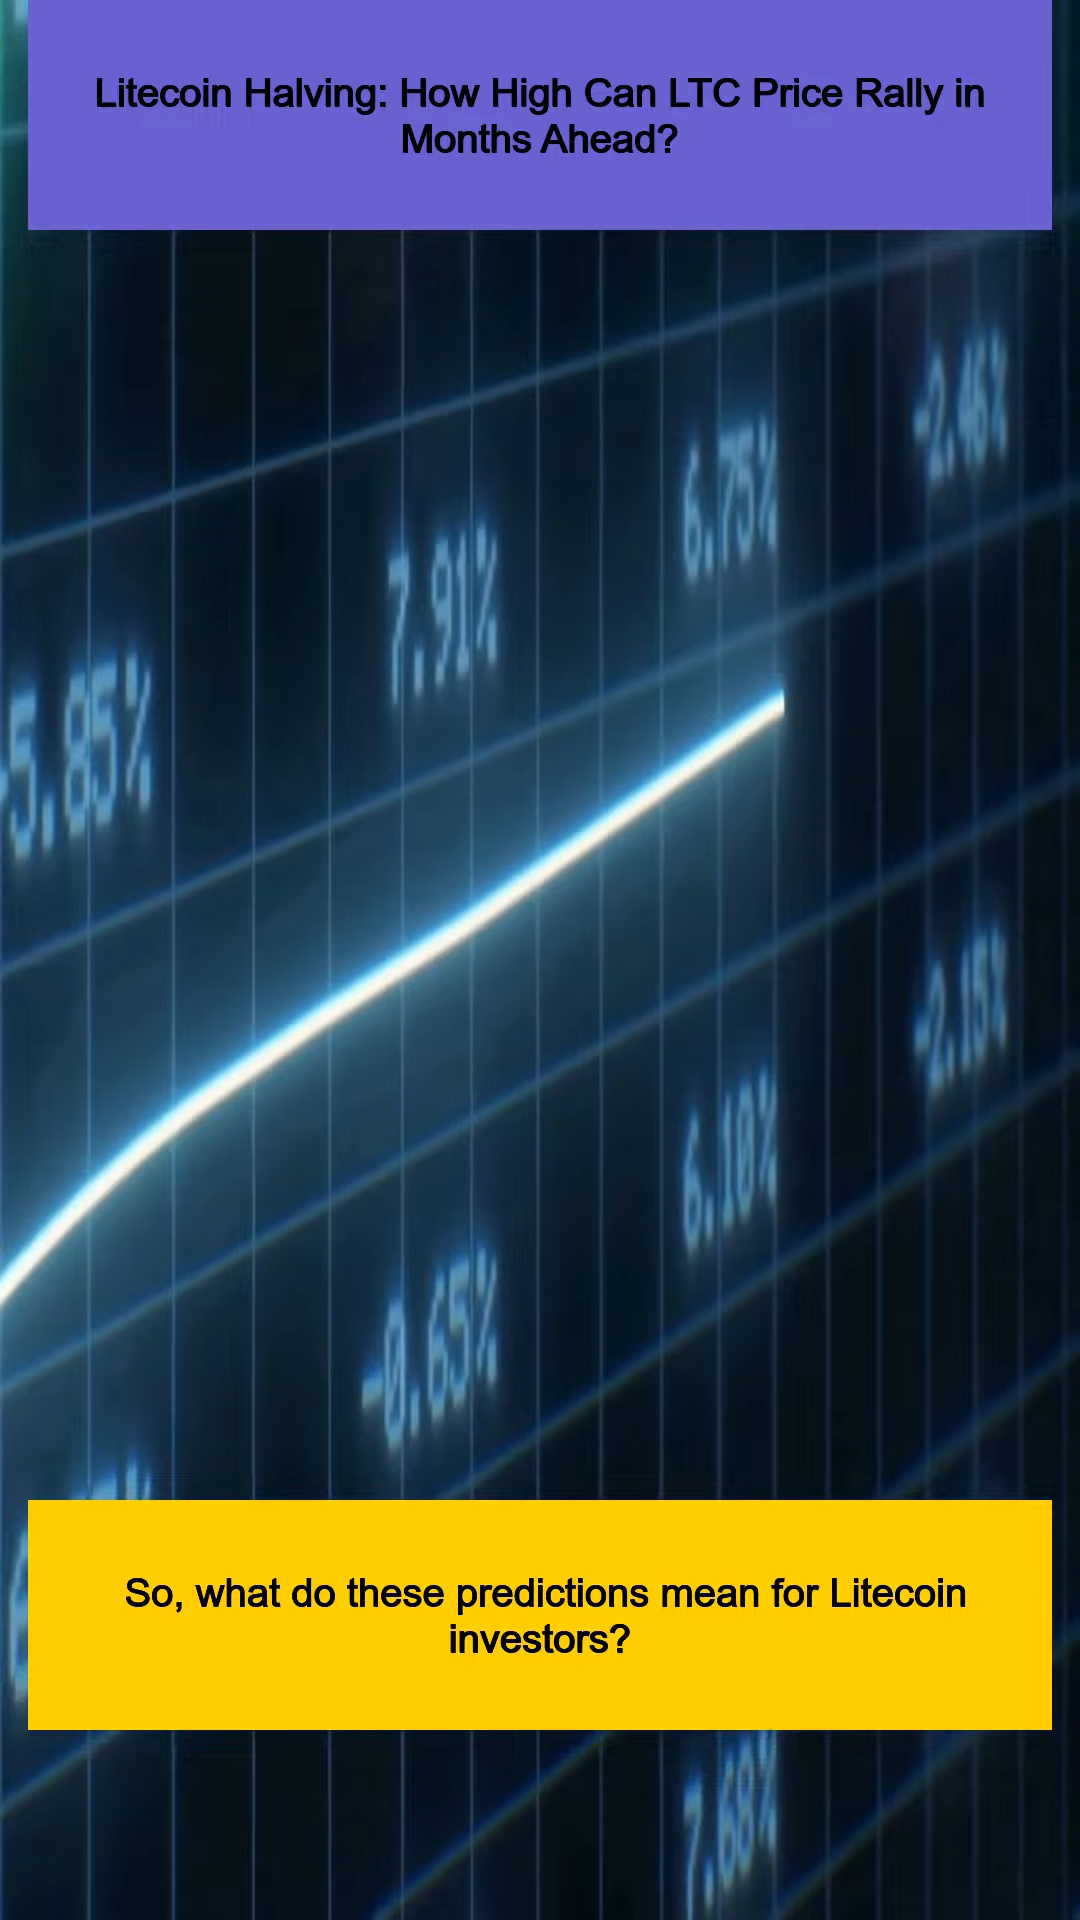 Litecoin Halving: How High Can LTC Price Rally in
Months Ahead?
-2.46%
6.75%
7.91%
5.85%
-2.15%
6.10%
-0.65%
So, what do these predictions mean for Litecoin
investors?
7.68%